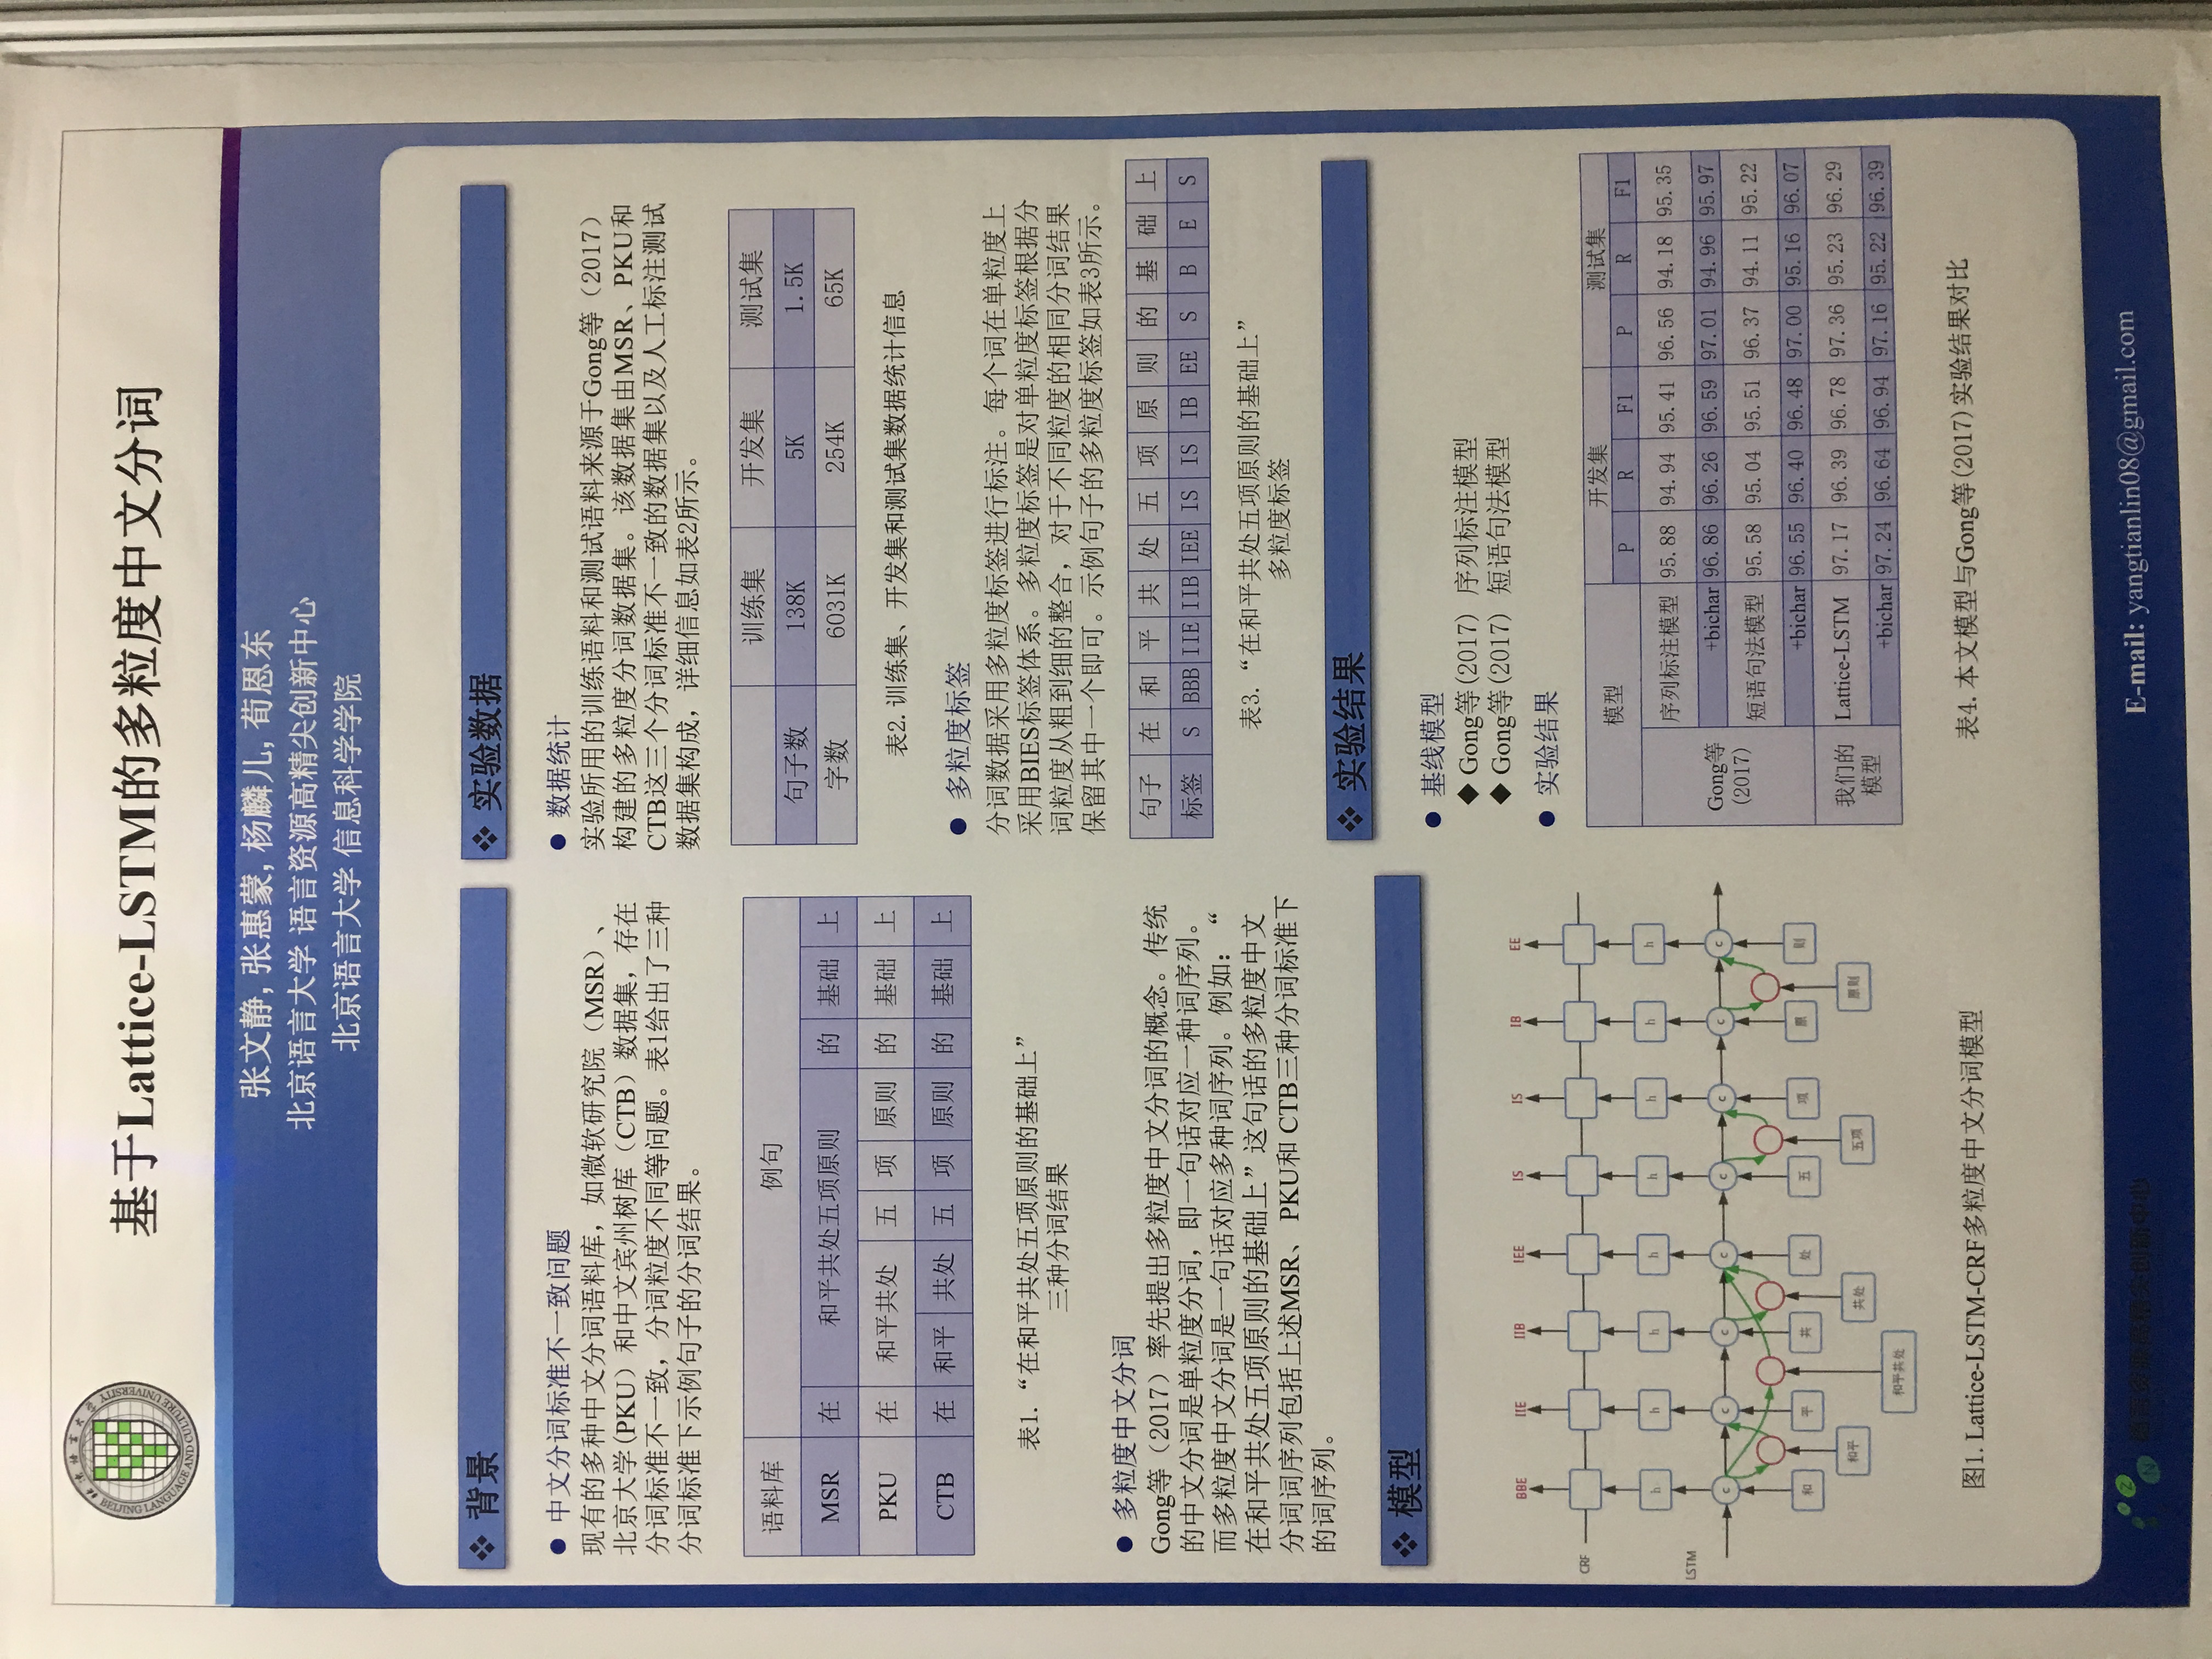 北京语言大学
BEIJING LANGUAGE AND CULTURE UNIVERSITY
基于Lattice-LSTM的多粒度中文分词
张文静, 张惠蒙, 杨麟儿, 荀恩东
北京语言大学 语言资源高精尖创新中心
北京语言大学 信息科学学院
背景
中文分词标准不一致问题
现有的多种中文分词语料库，如微软研究院（MSR）、
北京大学(PKU）和中文宾州树库（CTB）数据集，存在
分词标准不一致，分词粒度不同等问题。表1给出了三种
分词标准下示例句子的分词结果。
语料库 例句
MSR 在 和平共处五项原则 的 基础 上
PKU 在 和平共处 五 项 原则 的 基础 上
CTB 在 和平 共处 五 项 原则 的 基础 上
表1. “在和平共处五项原则的基础上”
三种分词结果
多粒度中文分词
Gong等（2017）率先提出多粒度中文分词的概念。传统
的中文分词是单粒度分词，即一句话对应一种词序列。
而多粒度中文分词是一句话对应多种词序列。例如：“
在和平共处五项原则的基础上”这句话的多粒度中文
分词词序列包括上述MSR、 PKU和 CTB三种分词标准下
的词序列。
模型
BBE IIE IIB IEE IS IS IB EE
CRF
h h h h h h h h
LSTM
c c c c c c c c
和 平 共 处 五 项 原 则
和平 共处 五项 原则
和平共处
图1. Lattice-LSTM-CRF多粒度中文分词模型
实验数据
数据统计
实验所用的训练语料和测试语料来源于Gong等（2017）
构建的多粒度分词数据集。该数据集由MSR、PKU和
CTB这三个分词标准不一致的数据集以及人工标注测试
数据集构成，详细信息如表2所示。
训练集 开发集 测试集
句子数 138K 5K 1.5K
字数 6031K 254K 65K
表2. 训练集、开发集和测试集数据统计信息
多粒度标签
分词数据采用多粒度标签进行标注。每个词在单粒度上
采用BIES标签体系。多粒度标签是对单粒度标签根据分
词粒度从粗到细的整合，对于不同粒度的相同分词结果
保留其中一个即可。示例句子的多粒度标签如表3所示。
句子 在 和 平 共 处 五 项 原 则 的 基 础 上
标签 S BBB IIE IIB IEE IS IS IB EE S B E S
表3. “在和平共处五项原则的基础上”
多粒度标签
实验结果
基线模型
Gong等(2017) 序列标注模型
Gong等(2017) 短语句法模型
实验结果
模型 开发集 测试集
P R F1 P R F1
Gong等(2017) 序列标注模型 95.88 94.94 95.41 96.56 94.18 95.35
+bichar 96.86 96.26 96.59 97.01 94.96 95.97
短语句法模型 95.58 95.04 95.51 96.37 94.11 95.22
+bichar 96.55 96.40 96.48 97.00 95.16 96.07
我们的模型 Lattice-LSTM 97.17 96.39 96.78 97.36 95.23 96.29
+bichar 97.24 96.64 96.94 97.16 95.22 96.39
表4. 本文模型与Gong等(2017)实验结果对比
语言资源高精尖创新中心
E-mail: yangtianlin08@gmail.com